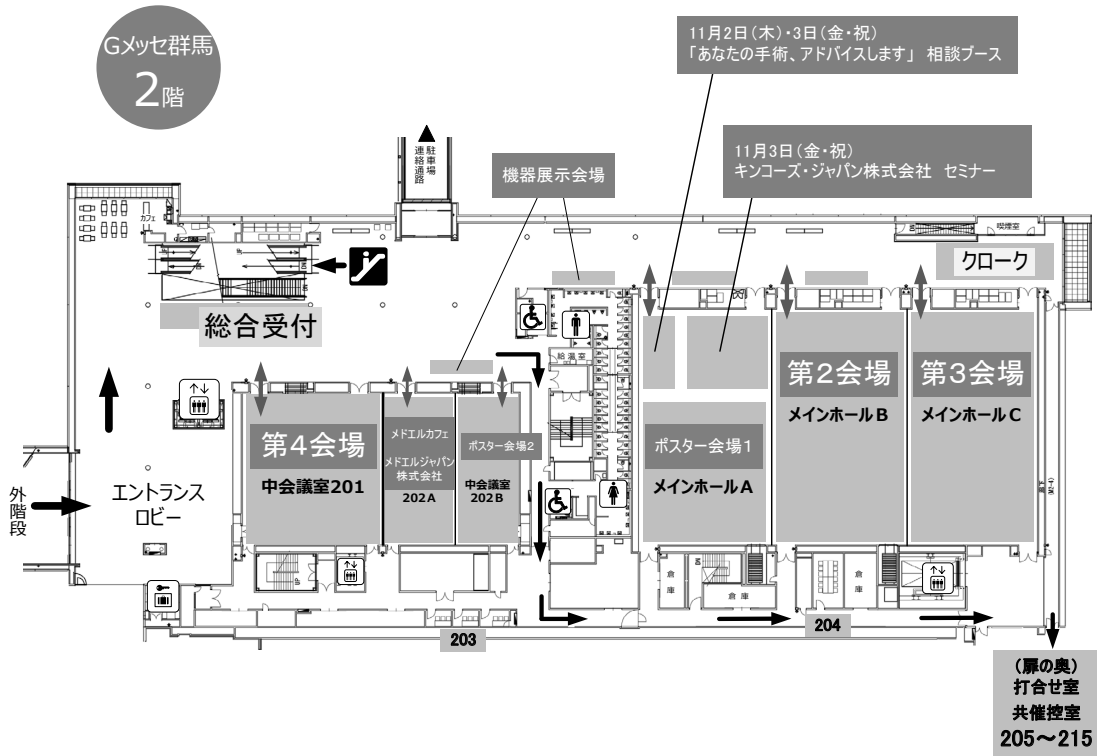 Gメッセ群馬
2階
11月2日(木)・3日(金・祝)
「あなたの手術、アドバイスします」 相談ブース
11月3日(金・祝)
キンコーズ・ジャパン株式会社 セミナー
駐車場
連絡通路
機器展示会場
カフェ
喫煙室
クローク
総合受付
給湯室
第4会場
中会議室201
メドエルカフェ
メドエルジャパン
株式会社
202A
ポスター会場2
中会議室
202B
ポスター会場1
メインホールA
第2会場
メインホールB
第3会場
メインホールC
外階段
エントランス
ロビー
廊下
UP
倉庫
倉庫
倉庫
203
204
(扉の奥)
打合せ室
共催控室
205~215